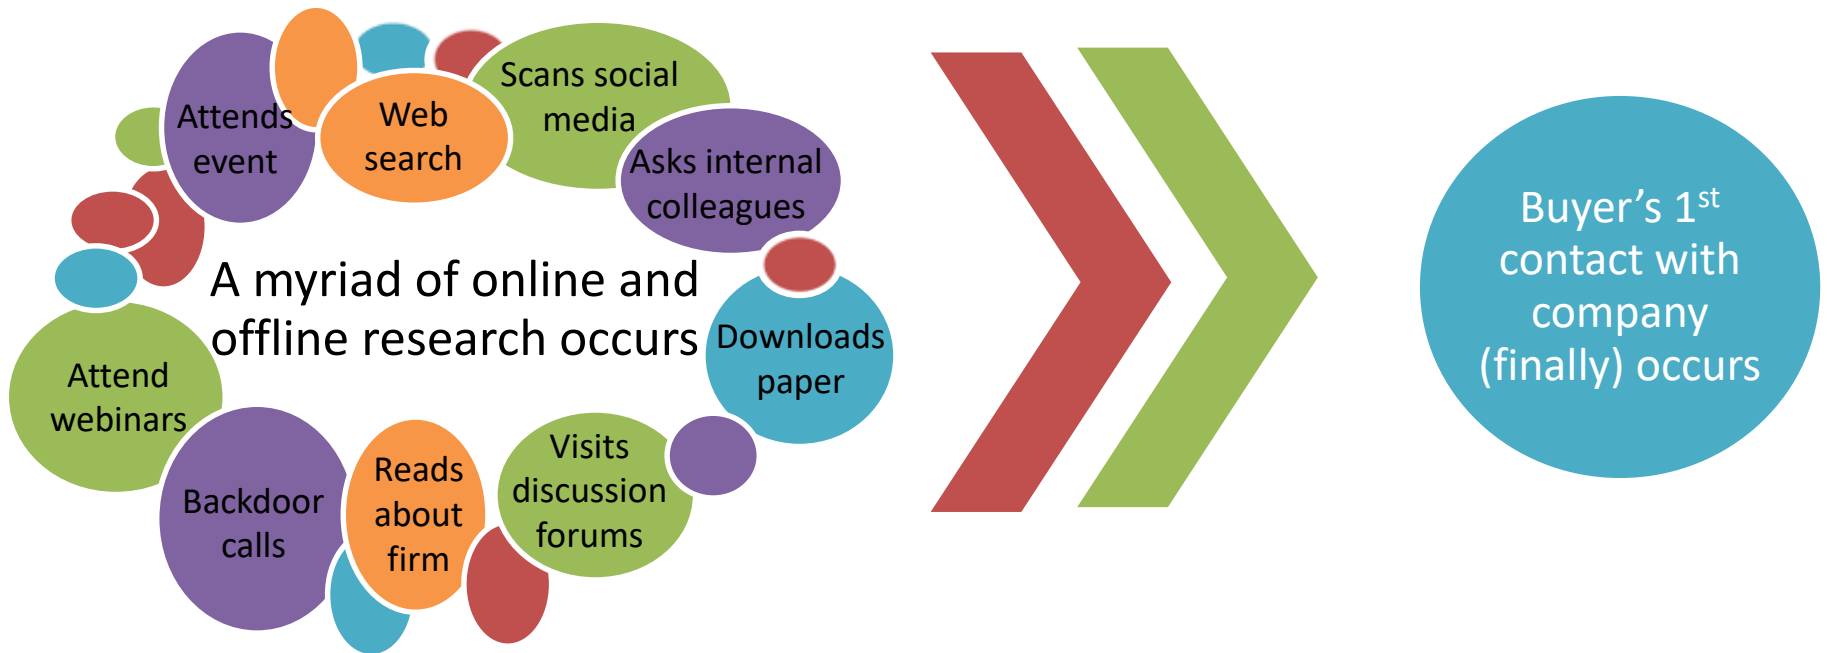 Attends
event
Web
search
Scans social
media
Asks internal
colleagues
A myriad of online and
offline research occurs
Downloads
paper
Attend
webinars
Backdoor
calls
Reads
about
firm
Visits
discussion
forums
Buyer’s 1st
contact with
company
(finally) occurs